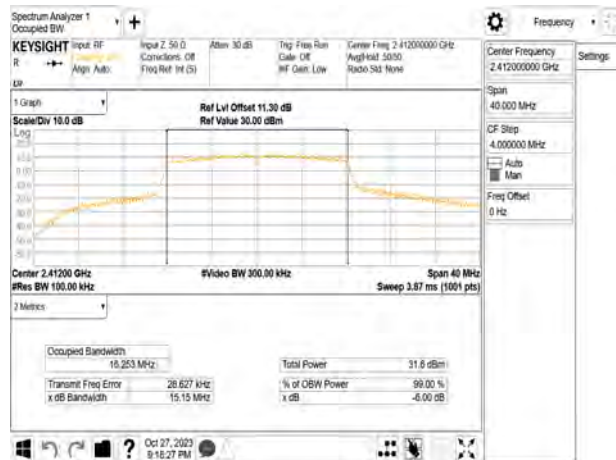 Spectrum Analyzer 1
Occupied BW
Frequency
KEYSIGHT Input: RF
R
Align: Auto
Input Z: 50 Ω
Corrections: Off
Freq Ref: Int (S)
Atten: 30 dB
Trig: Free Run
Gate: Off
#IF Gain: Low
Center Freq: 2.412000000 GHz
Avg|Hold: 50/50
Radio Std: None
Center Frequency
2.412000000 GHz
Settings
Span
40.000 MHz
CF Step
4.000000 MHz
Auto
Man
Freq Offset
0 Hz
1 Graph
Scale/Div 10.0 dB
Ref Lvl Offset 11.30 dB
Ref Value 30.00 dBm
Log
Center 2.41200 GHz
#Res BW 100.00 kHz
#Video BW 300.00 kHz
Span 40 MHz
Sweep 3.87 ms (1001 pts)
2 Metrics
Occupied Bandwidth
16.253 MHz
Total Power
31.6 dBm
Transmit Freq Error
28.627 kHz
% of OBW Power
99.00 %
x dB Bandwidth
15.15 MHz
x dB
-6.00 dB
Oct 27, 2023
9:18:27 PM